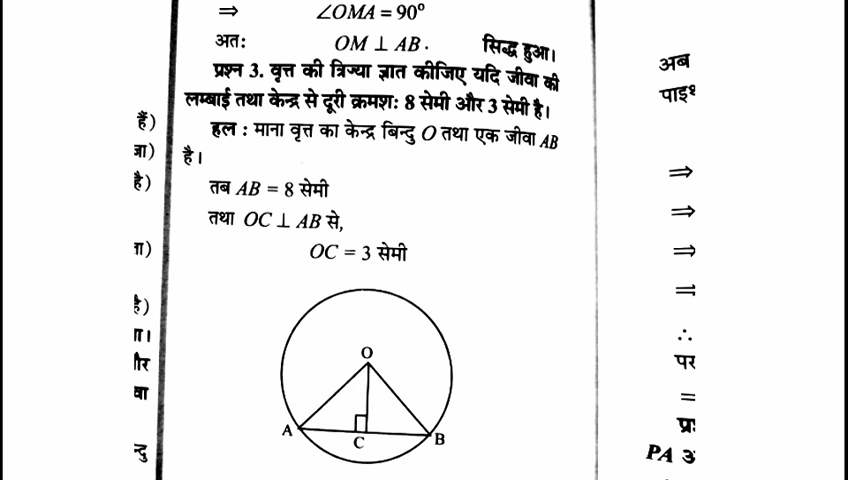 ⇒ ∠OMA = 90°
अतः OM ⊥ AB. सिद्ध हुआ।
प्रश्न 3. वृत्त की त्रिज्या ज्ञात कीजिए यदि जीवा की
लम्बाई तथा केन्द्र से दूरी क्रमशः 8 सेमी और 3 सेमी है।
हल : माना वृत्त का केन्द्र बिन्दु O तथा एक जीवा AB
है।
तब AB = 8 सेमी
तथा OC ⊥ AB से,
OC = 3 सेमी
O
A C B
हैं)
है)
अब
⇒
⇒
⇒
∴
पर
=
PA